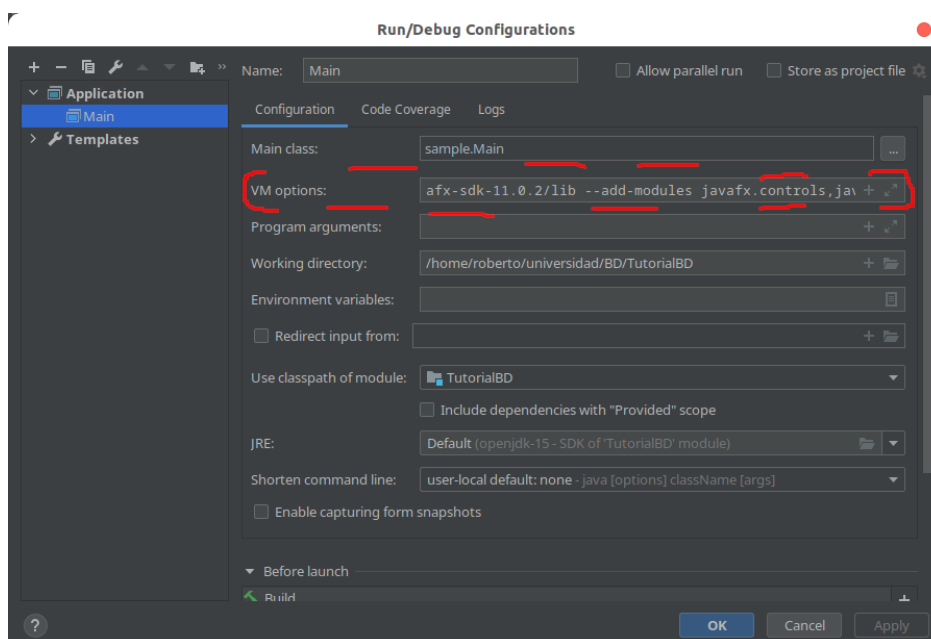 Run/Debug Configurations
Name: Main Allow parallel run Store as project file
Application
Main
Templates
Configuration Code Coverage Logs
Main class: sample.Main ...
VM options: afx-sdk-11.0.2/lib --add-modules javafx.controls,jav
Program arguments:
Working directory: /home/roberto/universidad/BD/TutorialBD
Environment variables:
Redirect input from:
Use classpath of module: TutorialBD
Include dependencies with "Provided" scope
JRE: Default (openjdk-15 - SDK of 'TutorialBD' module)
Shorten command line: user-local default: none - java [options] className [args]
Enable capturing form snapshots
Before launch
Build
? OK Cancel Apply